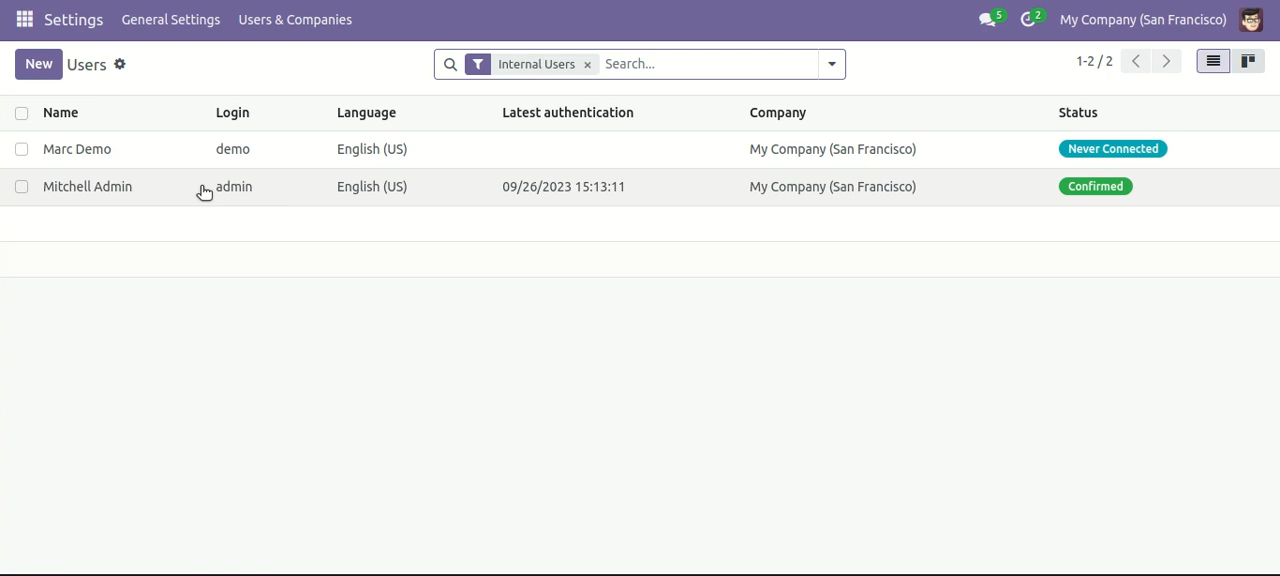 Settings General Settings Users & Companies 5 2 My Company (San Francisco)
New Users Internal Users × Search... 1-2 / 2
Name Login Language Latest authentication Company Status
Marc Demo demo English (US) My Company (San Francisco) Never Connected
Mitchell Admin admin English (US) 09/26/2023 15:13:11 My Company (San Francisco) Confirmed